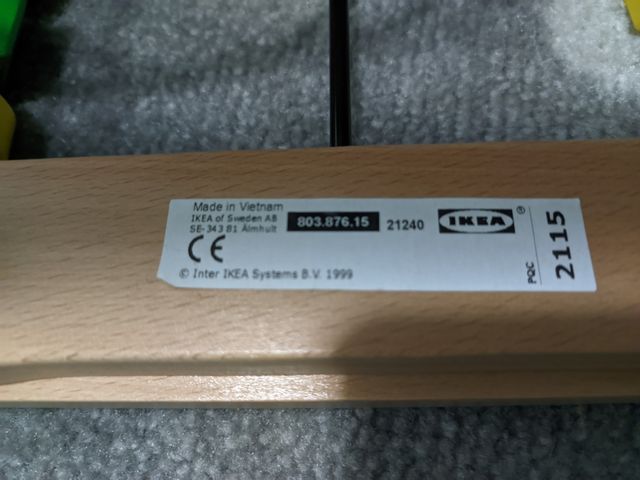 Made in Vietnam
IKEA of Sweden AB
SE-343 81 Älmhult
803.876.15
21240
IKEA®
CE
© Inter IKEA Systems B.V. 1999
PQC
2115